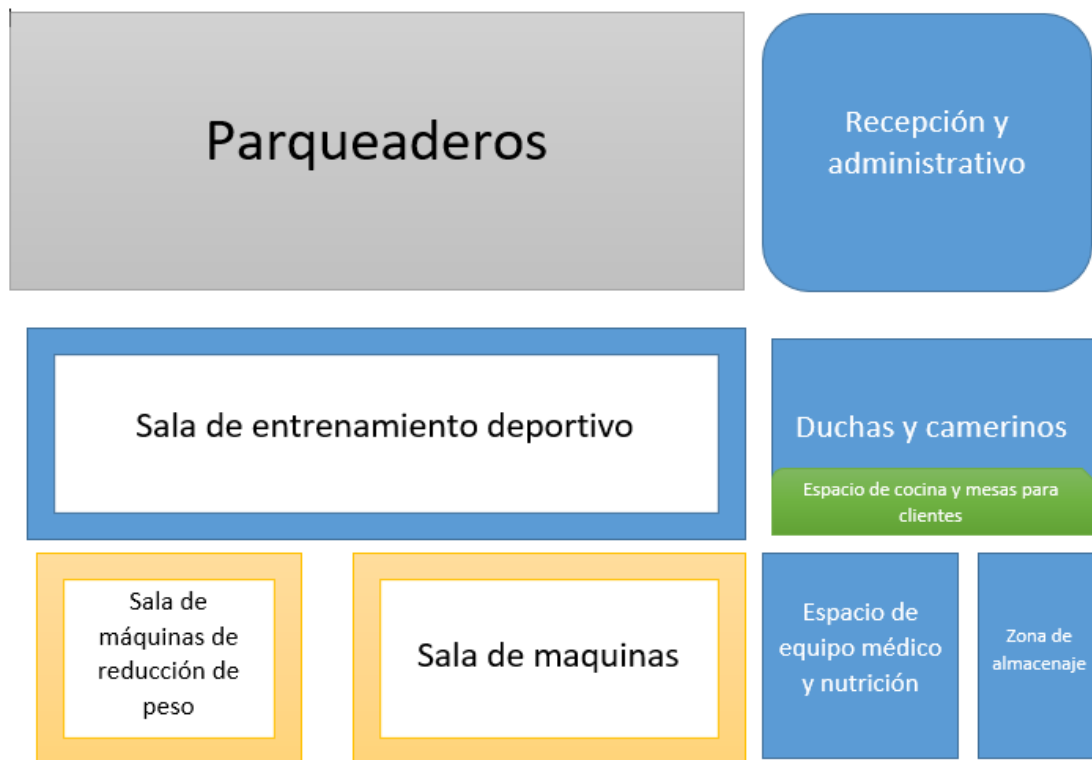 Parqueaderos
Recepción y
administrativo
Sala de entrenamiento deportivo
Duchas y camerinos
Espacio de cocina y mesas para
clientes
Sala de
máquinas de
reducción de
peso
Sala de maquinas
Espacio de
equipo médico
y nutrición
Zona de
almacenaje